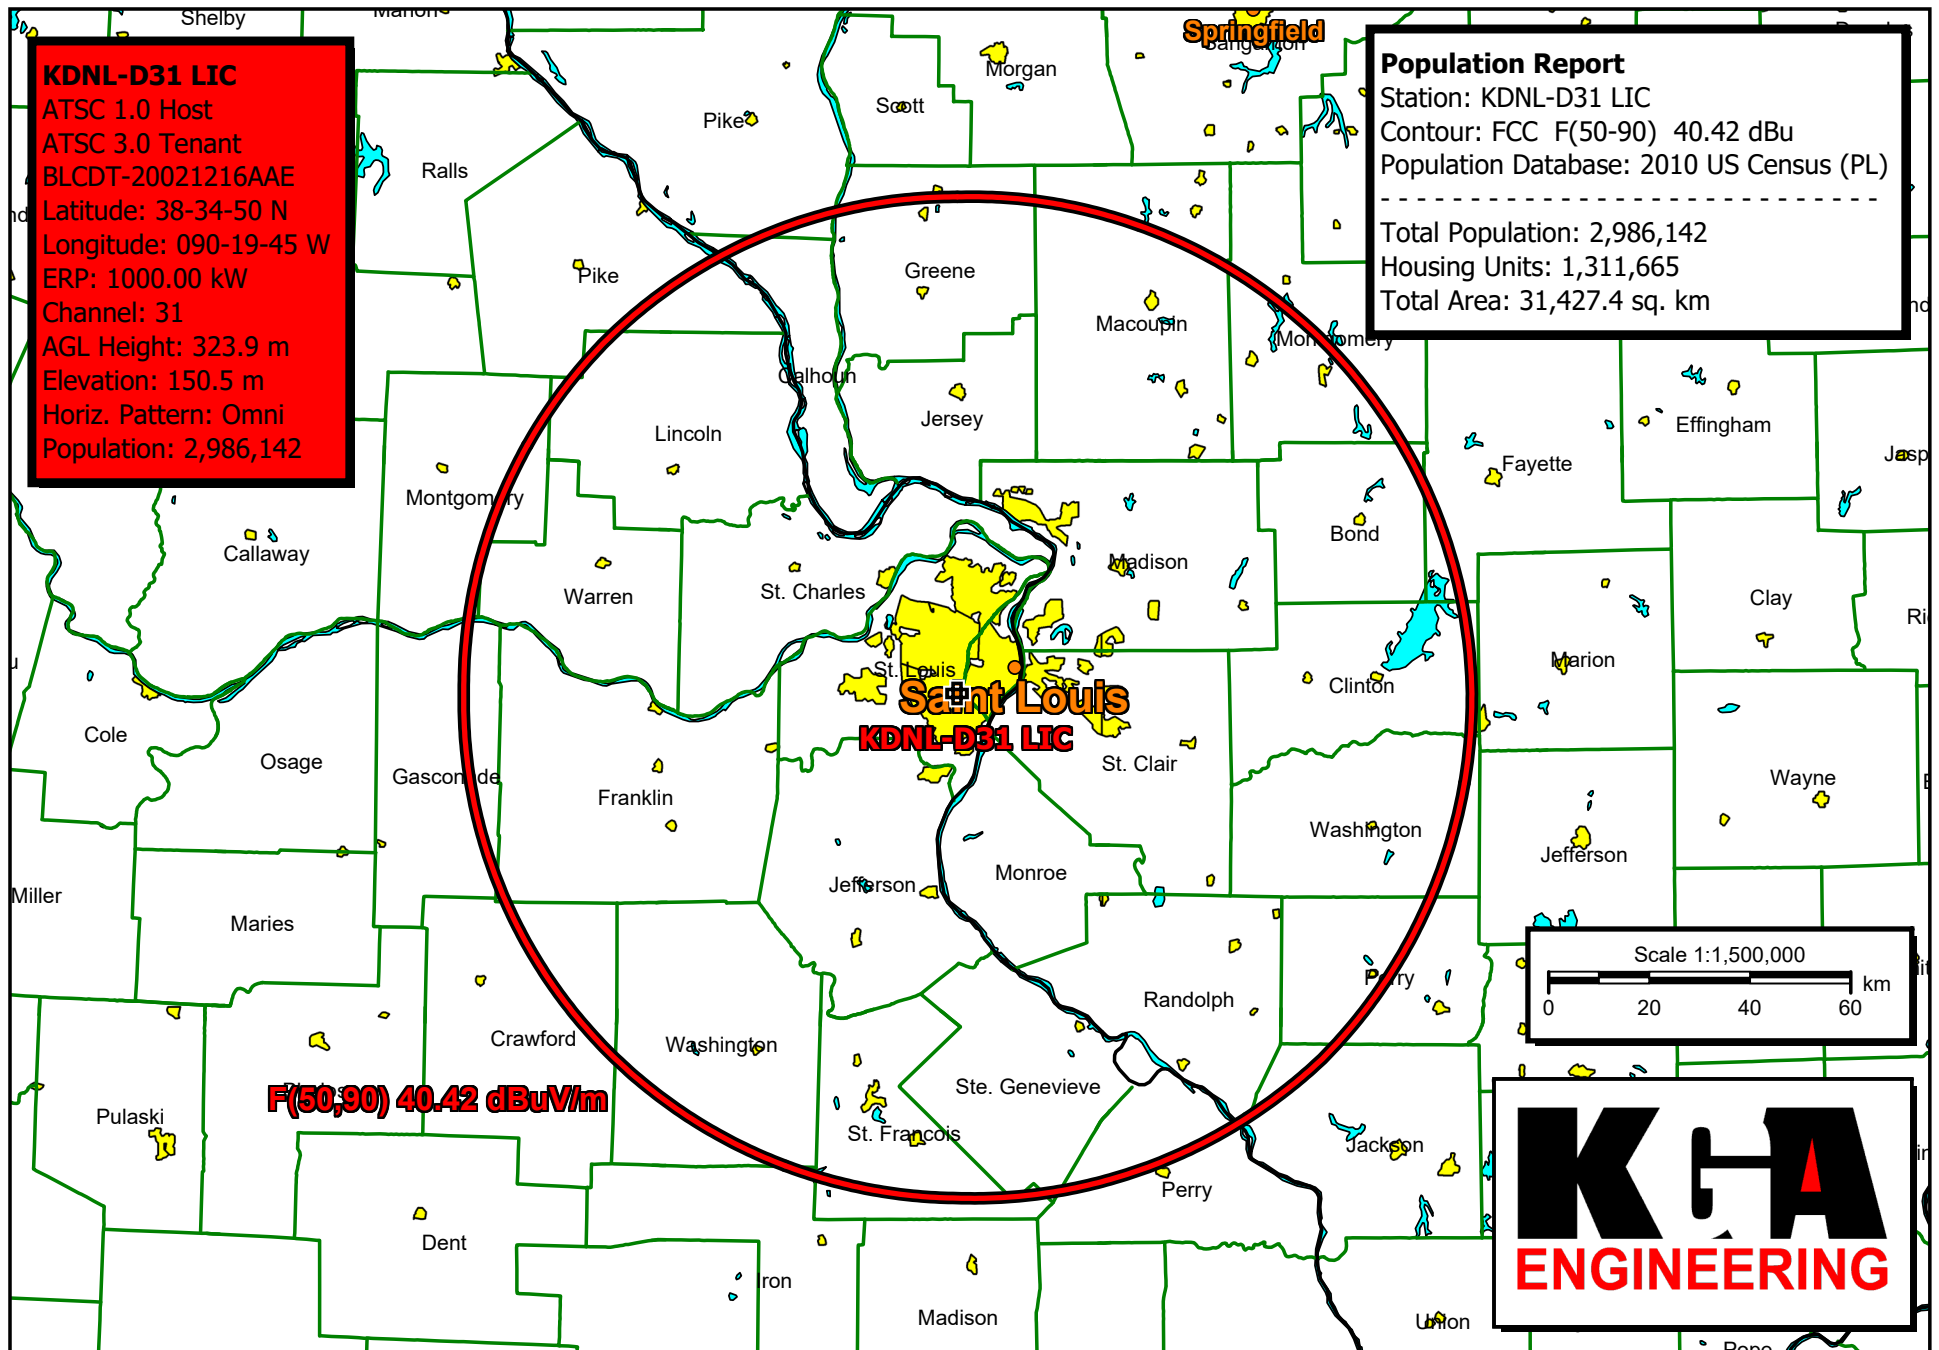 Shelby
Marion
Springfield
Sangamon
KDNL-D31 LIC
ATSC 1.0 Host
ATSC 3.0 Tenant
BLCDT-20021216AAE
Latitude: 38-34-50 N
Longitude: 090-19-45 W
ERP: 1000.00 kW
Channel: 31
AGL Height: 323.9 m
Elevation: 150.5 m
Horiz. Pattern: Omni
Population: 2,986,142
Population Report
Station: KDNL-D31 LIC
Contour: FCC F(50-90) 40.42 dBu
Population Database: 2010 US Census (PL)
- - - - - - - - - - - - - - - - - - - - - - - - - - - - -
Total Population: 2,986,142
Housing Units: 1,311,665
Total Area: 31,427.4 sq. km
Morgan
Scott
Pike
Ralls
Pike
Greene
Macoupin
Montgomery
Calhoun
Jersey
Lincoln
Effingham
Fayette
Jasp
Montgomery
Callaway
Bond
Madison
Warren
St. Charles
Clay
Ri
St. Louis
Marion
Clinton
Saint Louis
KDNL-D31 LIC
Cole
Osage
Gasconade
Franklin
St. Clair
Wayne
Washington
Jefferson
Jefferson
Monroe
Miller
Maries
Perry
Randolph
Scale 1:1,500,000
0 20 40 60 km
Crawford
Washington
Ste. Genevieve
F(50,90) 40.42 dBuV/m
Pulaski
St. Francois
Jackson
Perry
Dent
Iron
Madison
Union
Pope
KGA
ENGINEERING